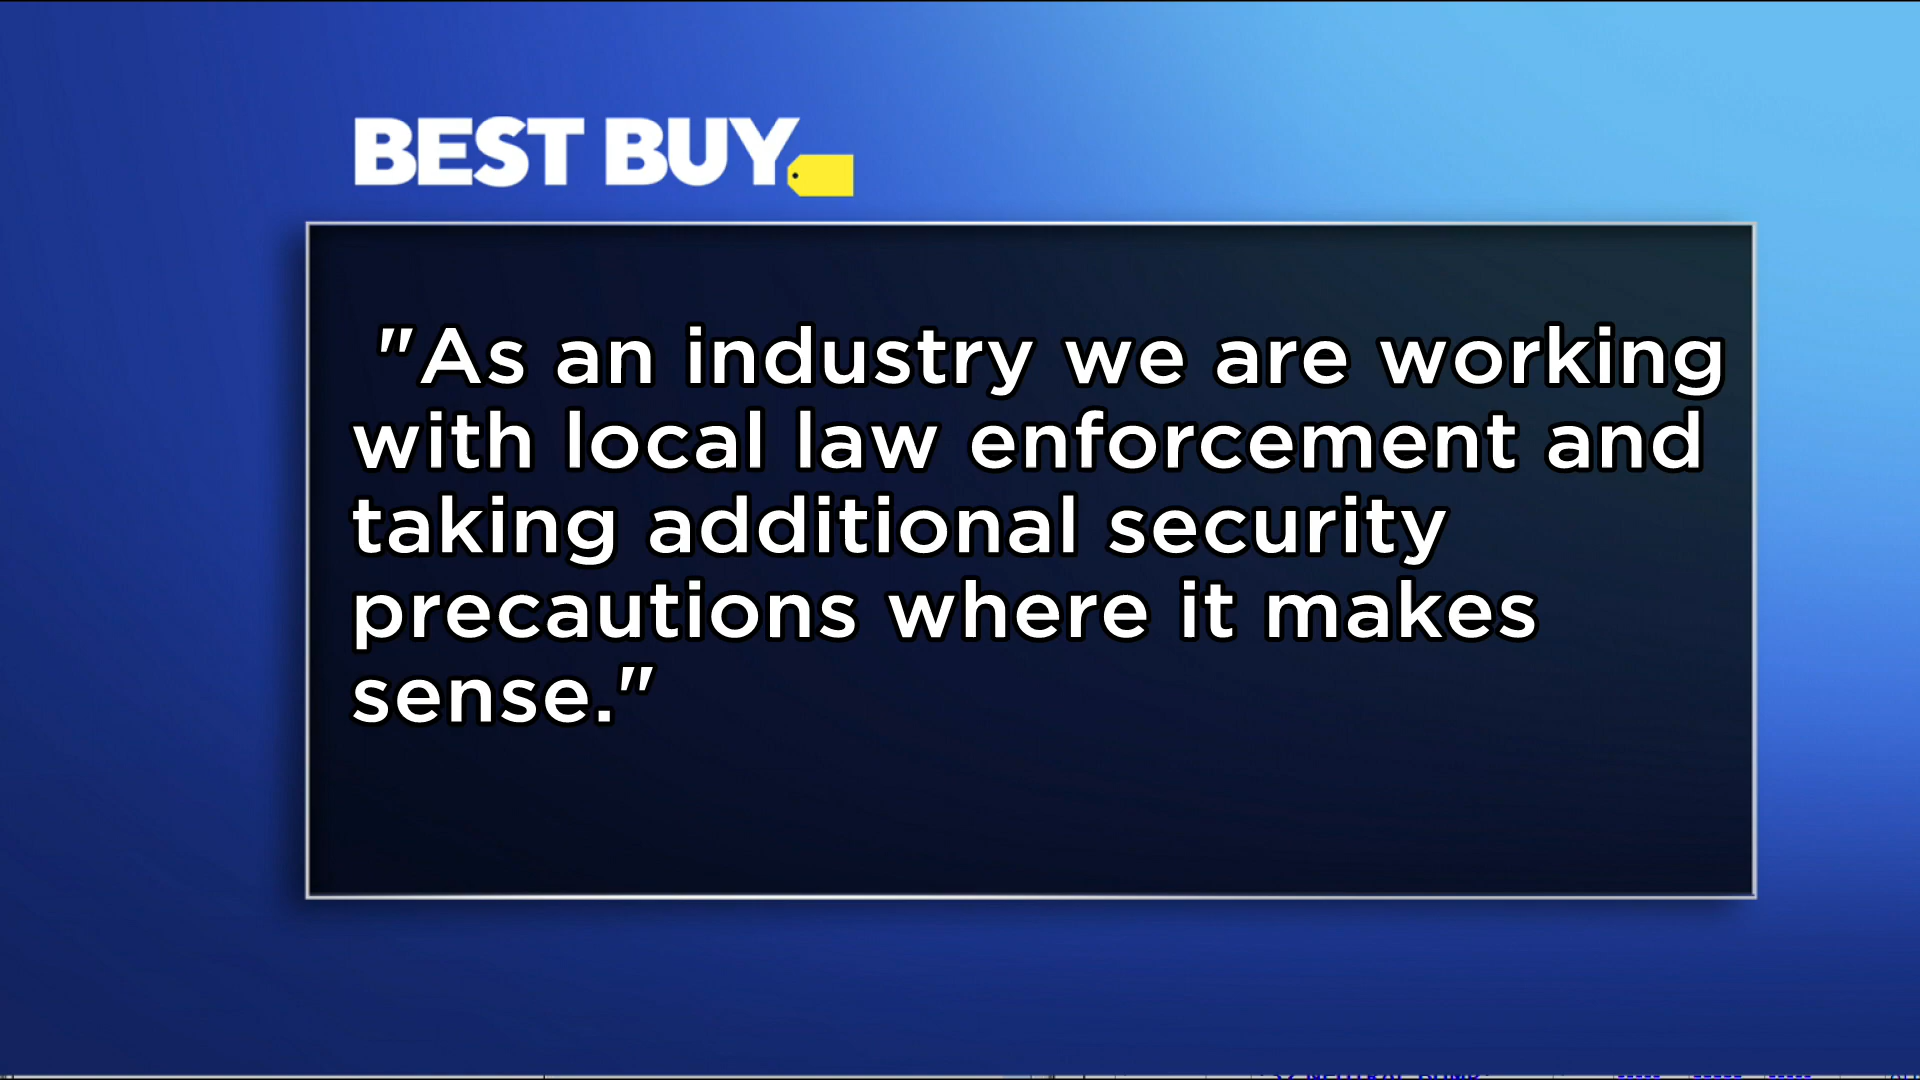 BEST BUY
"As an industry we are working
with local law enforcement and
taking additional security
precautions where it makes
sense."